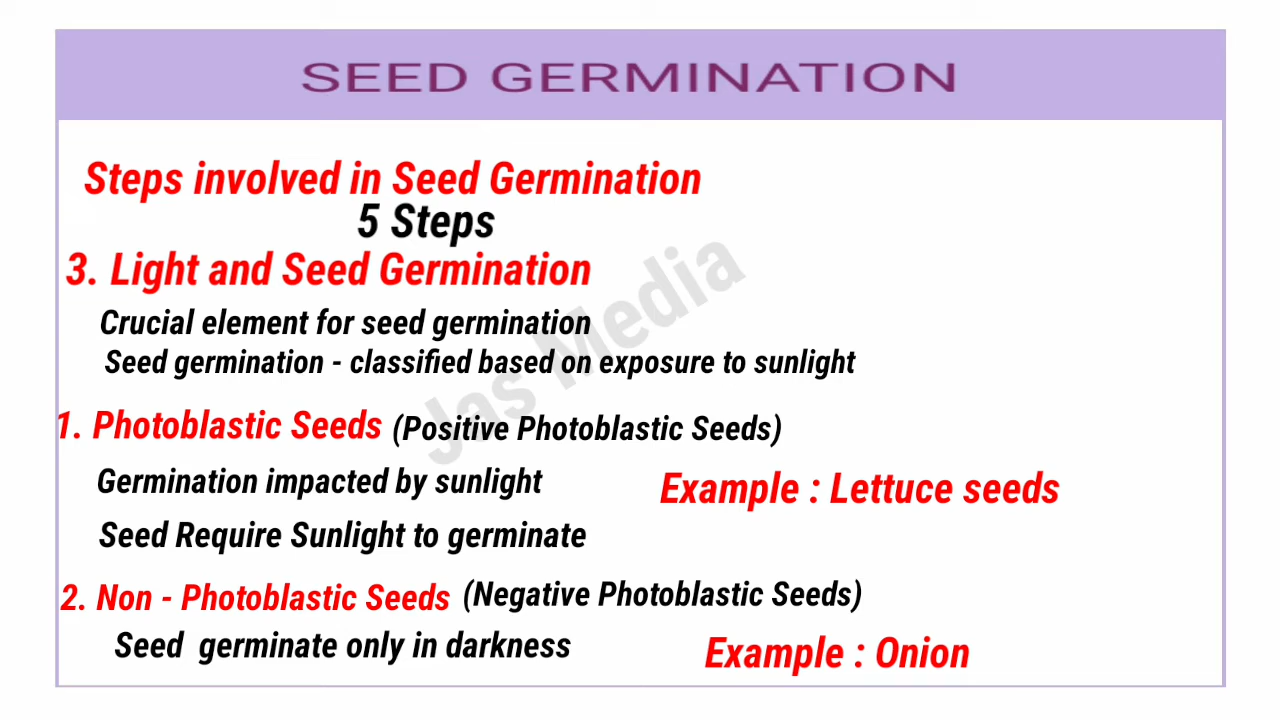 SEED GERMINATION
Steps involved in Seed Germination
5 Steps
3. Light and Seed Germination
Crucial element for seed germination
Seed germination - classified based on exposure to sunlight
1. Photoblastic Seeds (Positive Photoblastic Seeds)
Germination impacted by sunlight
Example : Lettuce seeds
Seed Require Sunlight to germinate
2. Non - Photoblastic Seeds (Negative Photoblastic Seeds)
Seed germinate only in darkness
Example : Onion
Jas Media